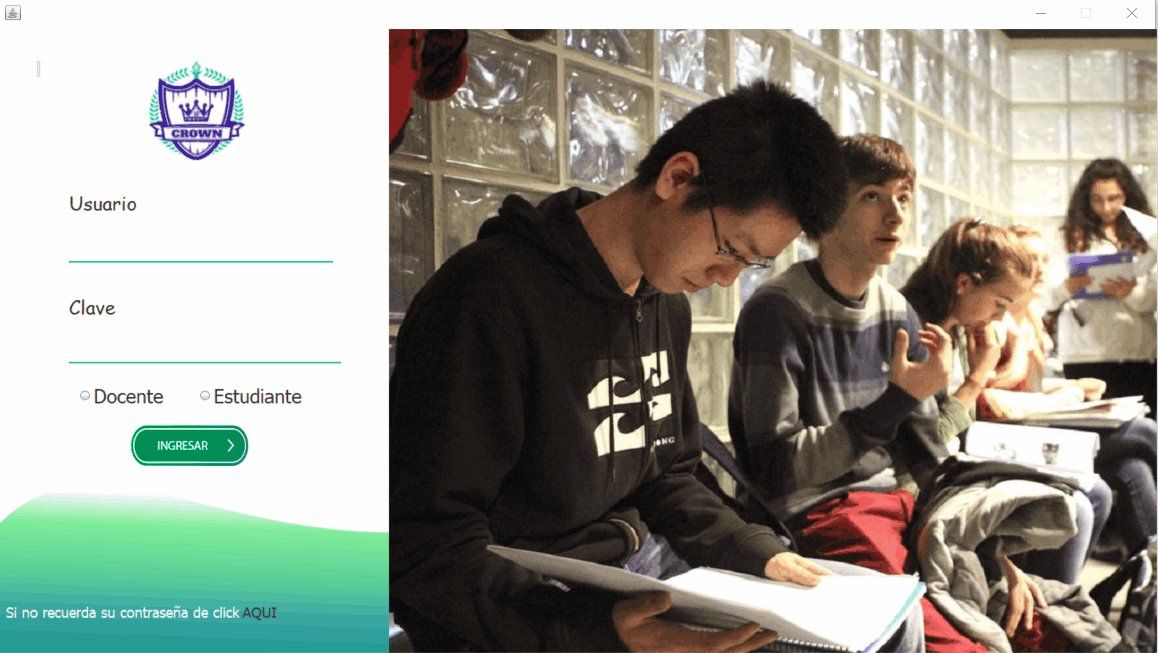 CROWN
Usuario
Clave
Docente
Estudiante
INGRESAR
Si no recuerda su contraseña de click AQUI